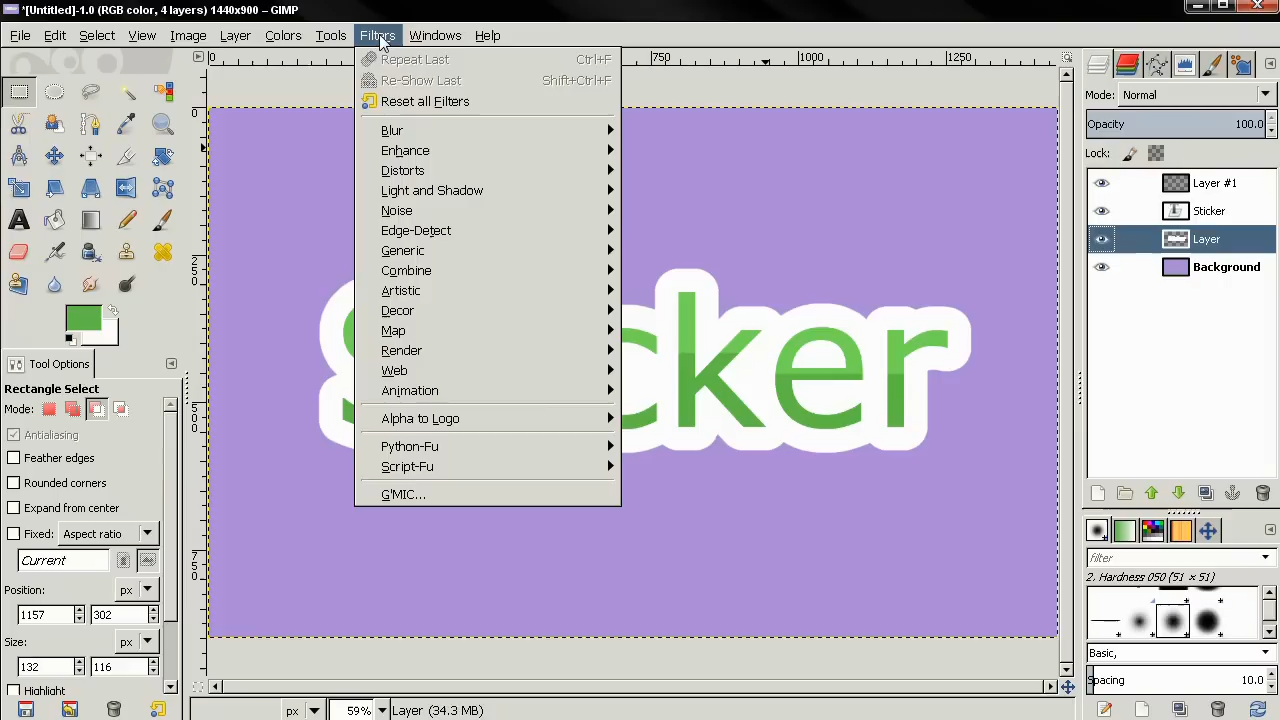 *[Untitled]-1.0 (RGB color, 4 layers) 1440x900 – GIMP
File Edit Select View Image Layer Colors Tools Filters Windows Help
Repeat Last Ctrl+F
Re-Show Last Shift+Ctrl+F
Reset all Filters
Blur
Enhance
Distorts
Light and Shadow
Noise
Edge-Detect
Generic
Combine
Artistic
Decor
Map
Render
Web
Animation
Alpha to Logo
Python-Fu
Script-Fu
G'MIC...
0 750 1000 1250
0
250
500
750
cker
Tool Options
Rectangle Select
Mode:
Antialiasing
Feather edges
Rounded corners
Expand from center
Fixed: Aspect ratio
Current
Position: px
1157 302
Size: px
132 116
Highlight
px 59% Layer (34.3 MB)
Mode: Normal
Opacity 100.0
Lock:
Layer #1
Sticker
Layer
Background
filter
2. Hardness 050 (51 × 51)
Basic,
Spacing 10.0